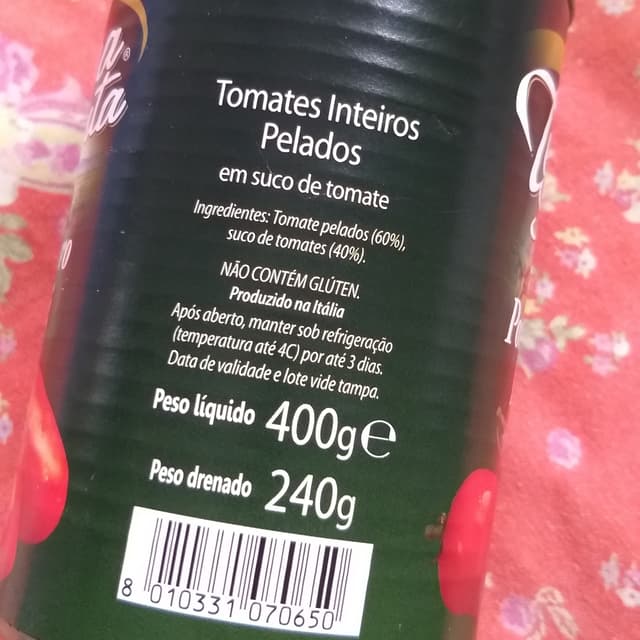 Tomates Inteiros
Pelados
em suco de tomate
Ingredientes: Tomate pelados (60%),
suco de tomates (40%).
NÃO CONTÉM GLÚTEN.
Produzido na Itália
Após aberto, manter sob refrigeração
(temperatura até 4C) por até 3 dias.
Data de validade e lote vide tampa.
Peso líquido 400g℮
Peso drenado 240g
8 010331 070650